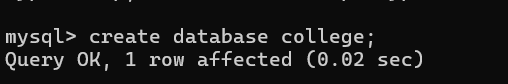 mysql> create database college;
Query OK, 1 row affected (0.02 sec)